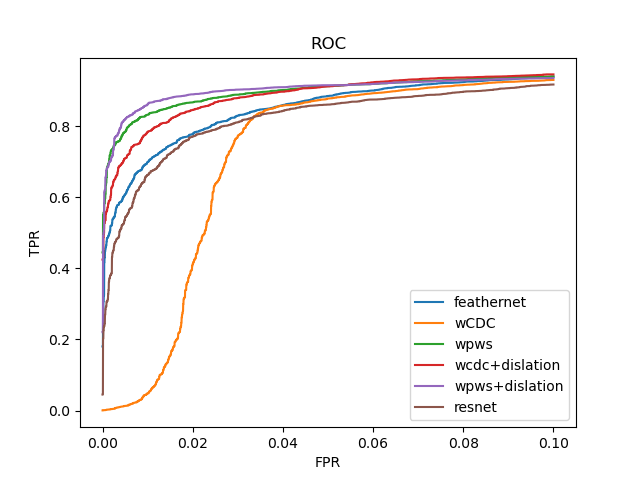 ROC
TPR
0.8
0.6
0.4
0.2
0.0
feathernet
wCDC
wpws
wcdc+dislation
wpws+dislation
resnet
0.00 0.02 0.04 0.06 0.08 0.10
FPR